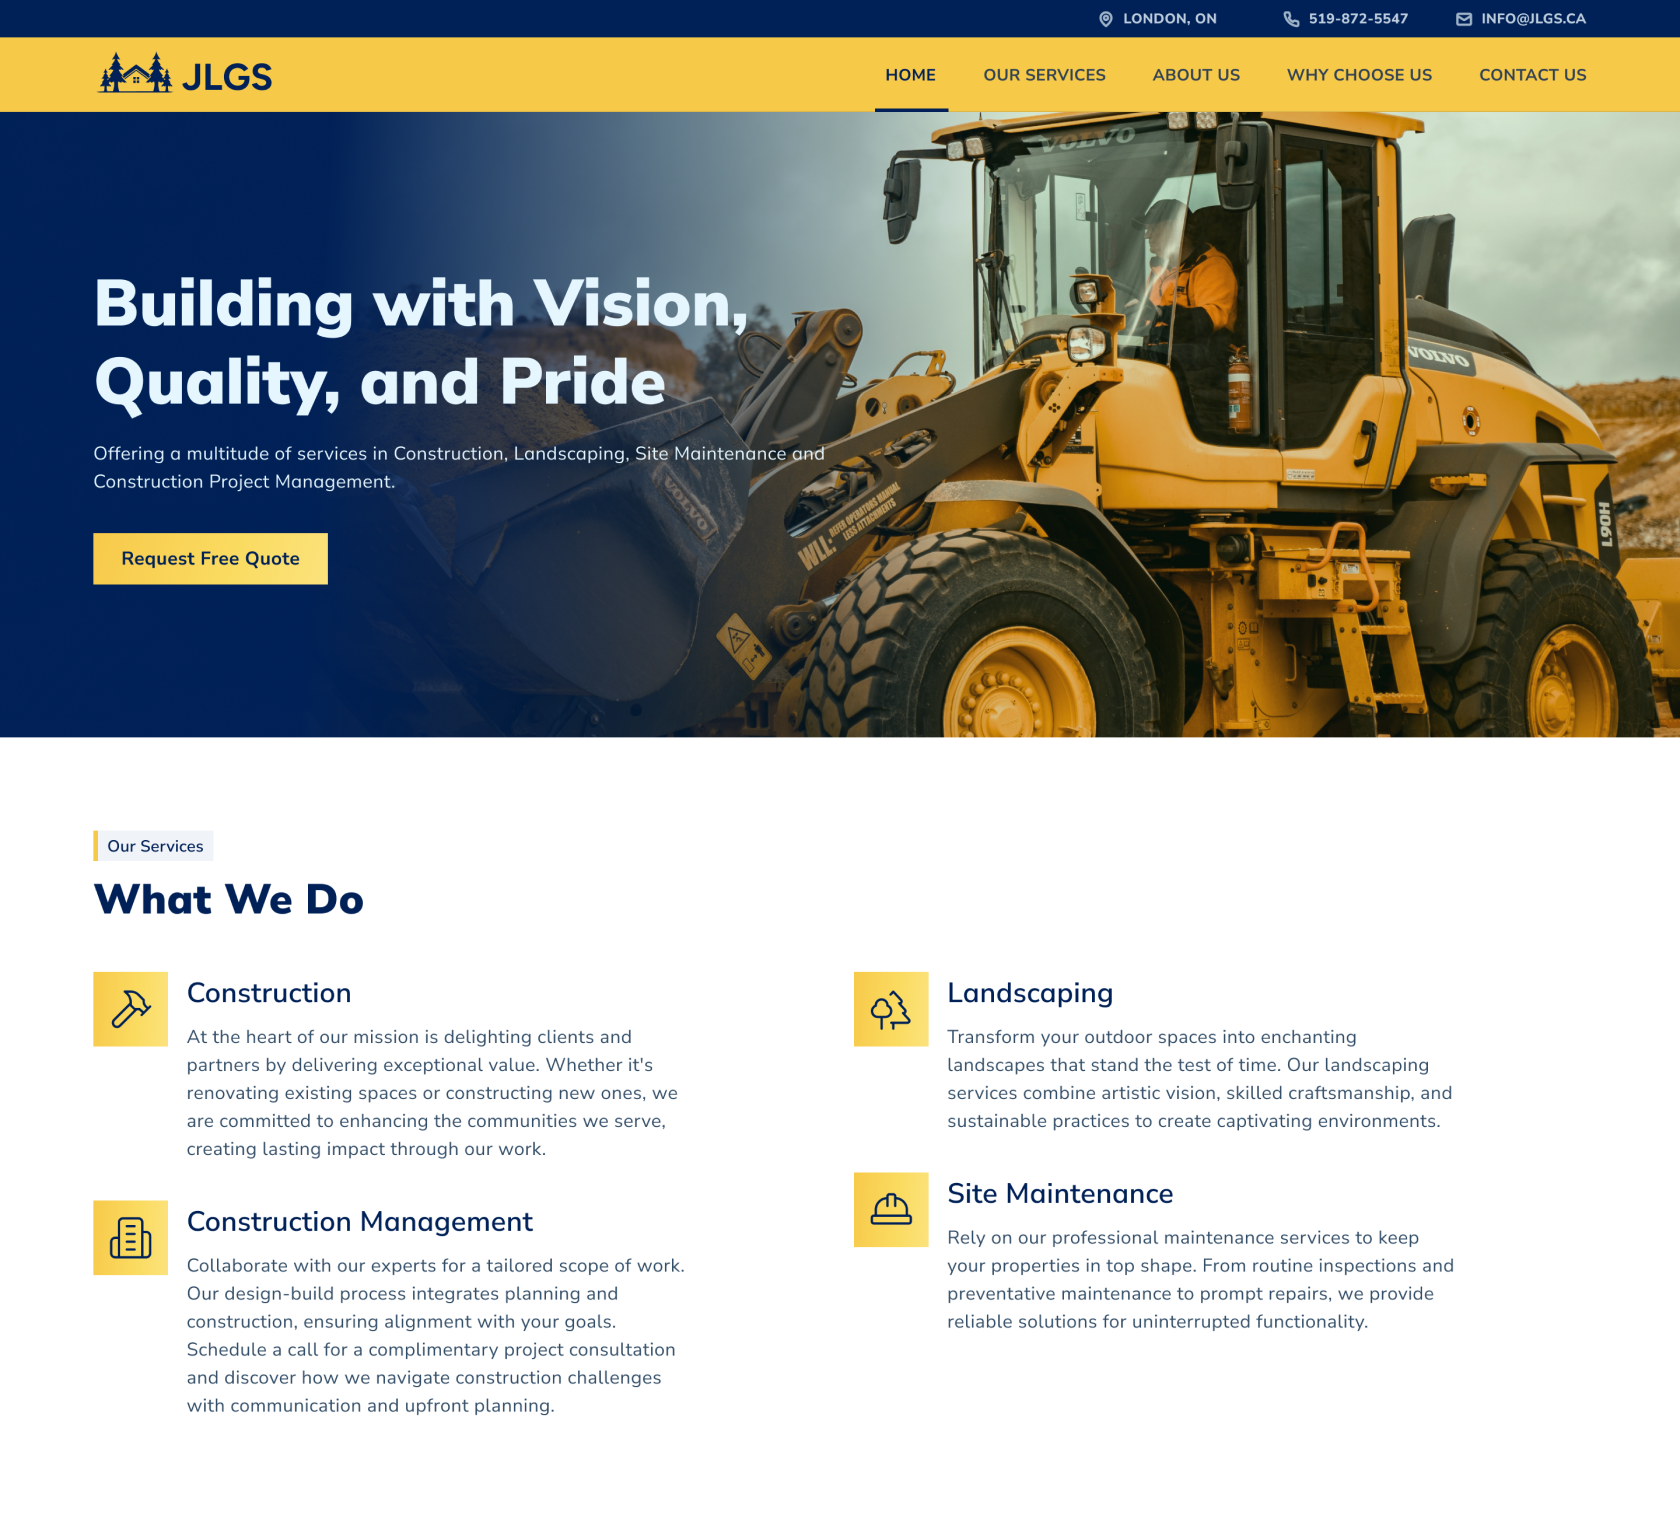 LONDON, ON
519-872-5547
INFO@JLGS.CA
JLGS
HOME
OUR SERVICES
ABOUT US
WHY CHOOSE US
CONTACT US
VOLVO
Building with Vision,
Quality, and Pride
VOLVO
Offering a multitude of services in Construction, Landscaping, Site Maintenance and
Construction Project Management.
VOLVO
WLL:
REFER OPERATORS MANUAL
LESS ATTACHMENTS
L90H
Request Free Quote
Our Services
What We Do
Construction
At the heart of our mission is delighting clients and
partners by delivering exceptional value. Whether it's
renovating existing spaces or constructing new ones, we
are committed to enhancing the communities we serve,
creating lasting impact through our work.
Landscaping
Transform your outdoor spaces into enchanting
landscapes that stand the test of time. Our landscaping
services combine artistic vision, skilled craftsmanship, and
sustainable practices to create captivating environments.
Construction Management
Collaborate with our experts for a tailored scope of work.
Our design-build process integrates planning and
construction, ensuring alignment with your goals.
Schedule a call for a complimentary project consultation
and discover how we navigate construction challenges
with communication and upfront planning.
Site Maintenance
Rely on our professional maintenance services to keep
your properties in top shape. From routine inspections and
preventative maintenance to prompt repairs, we provide
reliable solutions for uninterrupted functionality.